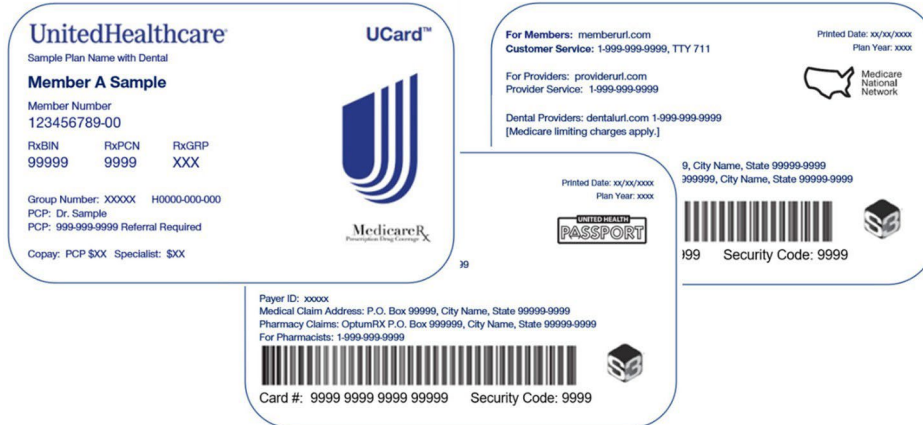 UnitedHealthcare®
UCard™
Sample Plan Name with Dental
Member A Sample
Member Number
123456789-00
RxBIN RxPCN RxGRP
99999 9999 XXX
Group Number: XXXXX H0000-000-000
PCP: Dr. Sample
PCP: 999-999-9999 Referral Required
Copay: PCP $XX Specialist: $XX
MedicareRx
Prescription Drug Coverage
For Members: memberurl.com
Customer Service: 1-999-999-9999, TTY 711
Printed Date: xx/xx/xxxx
Plan Year: xxxx
For Providers: providerurl.com
Provider Service: 1-999-999-9999
Medicare
National
Network
Dental Providers: dentalurl.com 1-999-999-9999
[Medicare limiting charges apply.]
9, City Name, State 99999-9999
999999, City Name, State 99999-9999
S3
999 Security Code: 9999
Printed Date: xx/xx/xxxx
Plan Year: xxxx
UNITED HEALTH
PASSPORT
99
Payer ID: xxxxx
Medical Claim Address: P.O. Box 99999, City Name, State 99999-9999
Pharmacy Claims: OptumRX P.O. Box 999999, City Name, State 99999-9999
For Pharmacists: 1-999-999-9999
S3
Card #: 9999 9999 9999 99999 Security Code: 9999